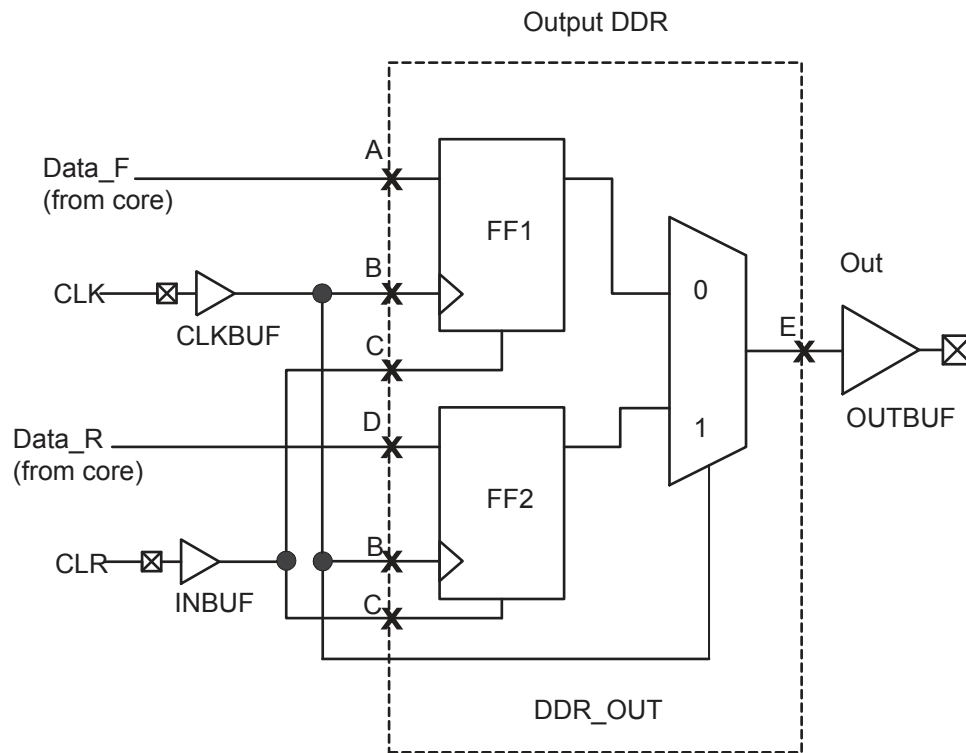 Output DDR
A
Data_F
(from core)
FF1
B
CLK
CLKBUF
0
Out
E
C
OUTBUF
D
Data_R
(from core)
1
FF2
B
CLR
INBUF
C
DDR_OUT